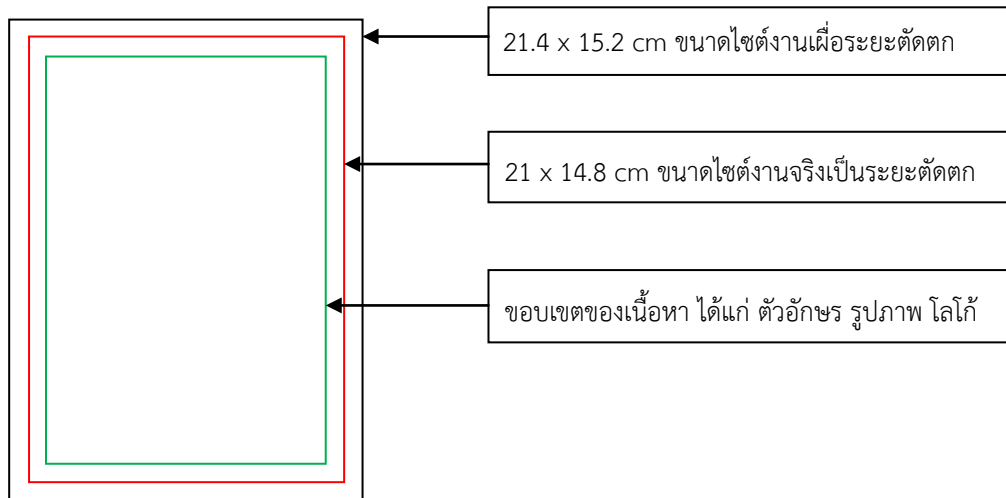 21.4 x 15.2 cm ขนาดไซต์งานเผื่อระยะตัดตก
21 x 14.8 cm ขนาดไซต์งานจริงเป็นระยะตัดตก
ขอบเขตของเนื้อหา ได้แก่ ตัวอักษร รูปภาพ โลโก้